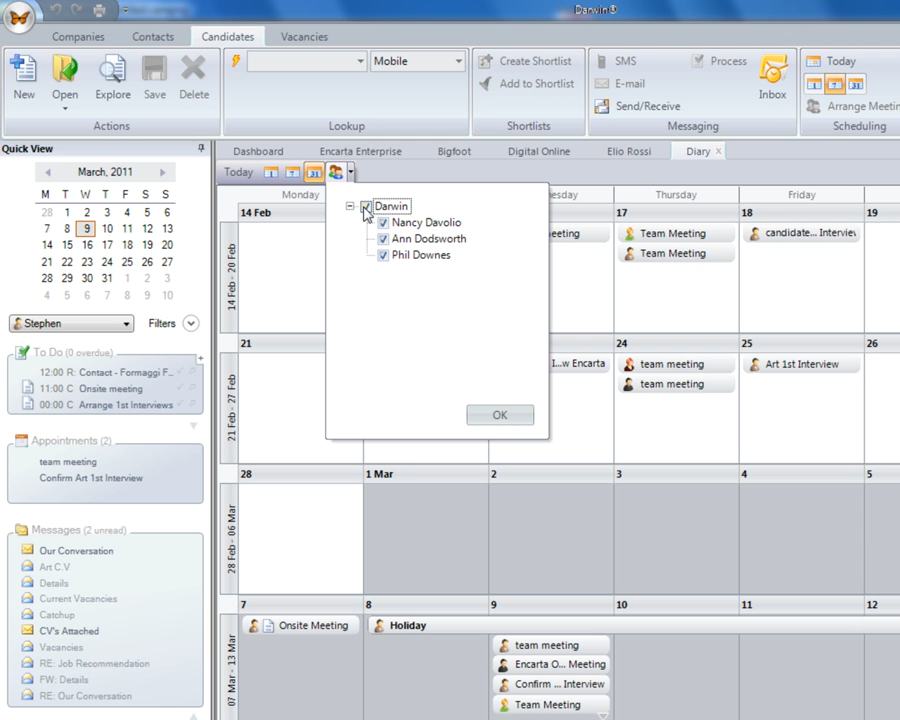 Darwin®
Companies Contacts Candidates Vacancies
New Open Explore Save Delete
Actions
Mobile
Lookup
Create Shortlist
Add to Shortlist
Shortlists
SMS Process
E-mail
Send/Receive
Inbox
Messaging
Today
Arrange Meetin
Scheduling
Quick View
March, 2011
M T W T F S S
28 1 2 3 4 5 6
7 8 9 10 11 12 13
14 15 16 17 18 19 20
21 22 23 24 25 26 27
28 29 30 31 1 2 3
4 5 6 7 8 9 10
Stephen Filters
To Do (0 overdue)
12:00 R: Contact - Formaggi F...
11:00 C Onsite meeting
00:00 C Arrange 1st Interviews
Appointments (2)
team meeting
Confirm Art 1st Interview
Messages (2 unread)
Our Conversation
Art C.V
Details
Current Vacancies
Catchup
CV's Attached
Vacancies
RE: Job Recommendation
FW: Details
RE: Our Conversation
Dashboard Encarta Enterprise Bigfoot Digital Online Elio Rossi Diary x
Today 1 7 31
Darwin
Nancy Davolio
Ann Dodsworth
Phil Downes
OK
Monday esday Thursday Friday
14 Feb 17 18 19
14 Feb - 20 Feb
eeting Team Meeting candidate... Interview
Team Meeting
21 24 25 26
21 Feb - 27 Feb
I...w Encarta team meeting Art 1st Interview
team meeting
28 1 Mar 2 3 4 5
28 Feb - 06 Mar
7 8 9 10 11 12
07 Mar - 13 Mar
Onsite Meeting Holiday
team meeting
Encarta O... Meeting
Confirm ... Interview
Team Meeting